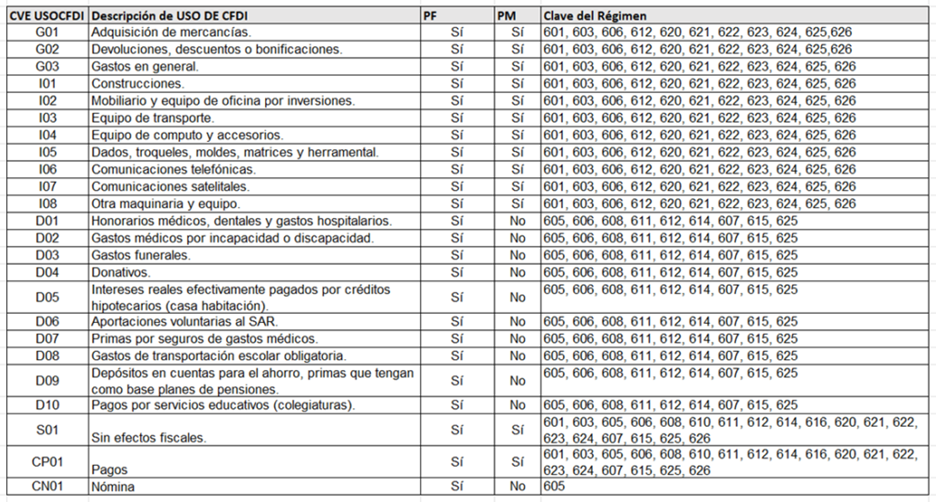 CVE USOCFDI Descripción de USO DE CFDI PF PM Clave del Régimen
G01 Adquisición de mercancías. Sí Sí 601, 603, 606, 612, 620, 621, 622, 623, 624, 625,626
G02 Devoluciones, descuentos o bonificaciones. Sí Sí 601, 603, 606, 612, 620, 621, 622, 623, 624, 625,626
G03 Gastos en general. Sí Sí 601, 603, 606, 612, 620, 621, 622, 623, 624, 625, 626
I01 Construcciones. Sí Sí 601, 603, 606, 612, 620, 621, 622, 623, 624, 625, 626
I02 Mobiliario y equipo de oficina por inversiones. Sí Sí 601, 603, 606, 612, 620, 621, 622, 623, 624, 625, 626
I03 Equipo de transporte. Sí Sí 601, 603, 606, 612, 620, 621, 622, 623, 624, 625, 626
I04 Equipo de computo y accesorios. Sí Sí 601, 603, 606, 612, 620, 621, 622, 623, 624, 625, 626
I05 Dados, troqueles, moldes, matrices y herramental. Sí Sí 601, 603, 606, 612, 620, 621, 622, 623, 624, 625, 626
I06 Comunicaciones telefónicas. Sí Sí 601, 603, 606, 612, 620, 621, 622, 623, 624, 625, 626
I07 Comunicaciones satelitales. Sí Sí 601, 603, 606, 612, 620, 621, 622, 623, 624, 625, 626
I08 Otra maquinaria y equipo. Sí Sí 601, 603, 606, 612, 620, 621, 622, 623, 624, 625, 626
D01 Honorarios médicos, dentales y gastos hospitalarios. Sí No 605, 606, 608, 611, 612, 614, 607, 615, 625
D02 Gastos médicos por incapacidad o discapacidad. Sí No 605, 606, 608, 611, 612, 614, 607, 615, 625
D03 Gastos funerales. Sí No 605, 606, 608, 611, 612, 614, 607, 615, 625
D04 Donativos. Sí No 605, 606, 608, 611, 612, 614, 607, 615, 625
D05 Intereses reales efectivamente pagados por créditos
hipotecarios (casa habitación). Sí No 605, 606, 608, 611, 612, 614, 607, 615, 625
D06 Aportaciones voluntarias al SAR. Sí No 605, 606, 608, 611, 612, 614, 607, 615, 625
D07 Primas por seguros de gastos médicos. Sí No 605, 606, 608, 611, 612, 614, 607, 615, 625
D08 Gastos de transportación escolar obligatoria. Sí No 605, 606, 608, 611, 612, 614, 607, 615, 625
D09 Depósitos en cuentas para el ahorro, primas que tengan
como base planes de pensiones. Sí No 605, 606, 608, 611, 612, 614, 607, 615, 625
D10 Pagos por servicios educativos (colegiaturas). Sí No 605, 606, 608, 611, 612, 614, 607, 615, 625
S01 Sin efectos fiscales. Sí Sí 601, 603, 605, 606, 608, 610, 611, 612, 614, 616, 620, 621, 622,
623, 624, 607, 615, 625, 626
CP01 Pagos Sí Sí 601, 603, 605, 606, 608, 610, 611, 612, 614, 616, 620, 621, 622,
623, 624, 607, 615, 625, 626
CN01 Nómina Sí No 605